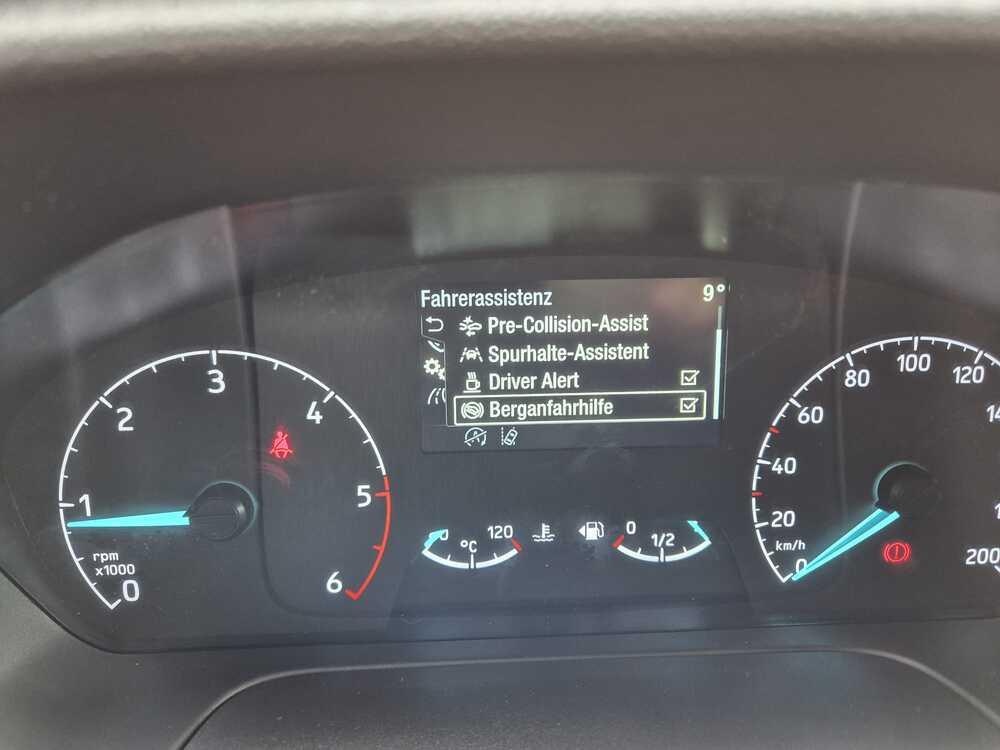 Fahrerassistenz 9°
Pre-Collision-Assist
Spurhalte-Assistent
Driver Alert
Berganfahrhilfe
0
1
2
3
4
5
6
rpm
x1000
°C
120
0
1/2
0
20
40
60
80
100
120
200
km/h